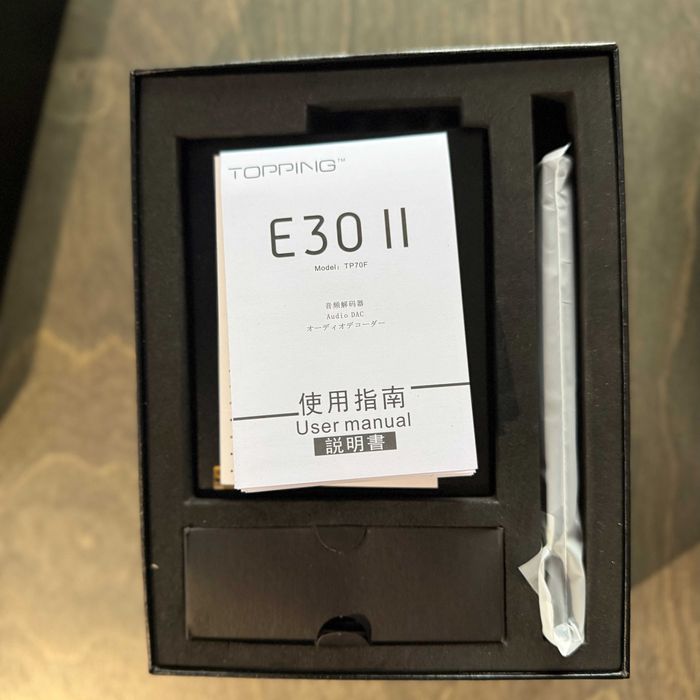 TOPPING™
E30 II
Model: TP70F
音频解码器
Audio DAC
オーディオデコーダー
使用指南
User manual
説明書